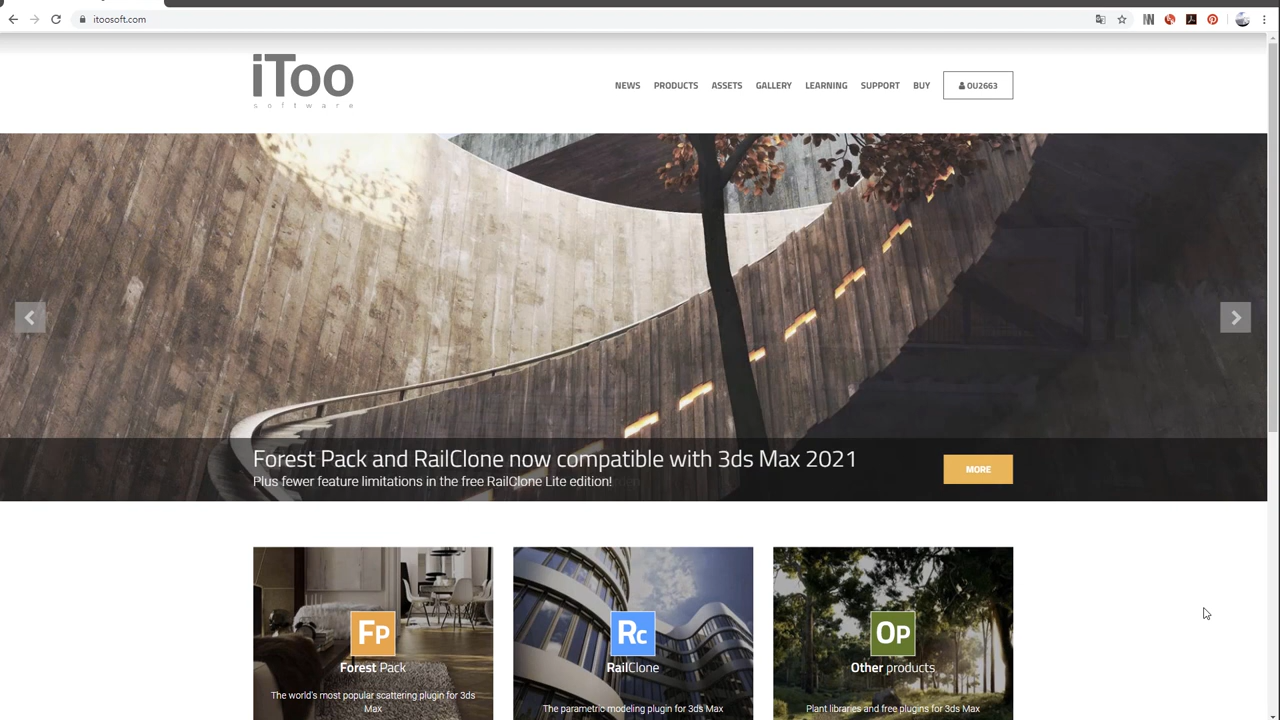 itoosoft.com
iToo
software
NEWS PRODUCTS ASSETS GALLERY LEARNING SUPPORT BUY OU2663
Forest Pack and RailClone now compatible with 3ds Max 2021
Plus fewer feature limitations in the free RailClone Lite edition!
MORE
Fp
Forest Pack
The world's most popular scattering plugin for 3ds
Max
Rc
RailClone
The parametric modeling plugin for 3ds Max
Op
Other products
Plant libraries and free plugins for 3ds Max